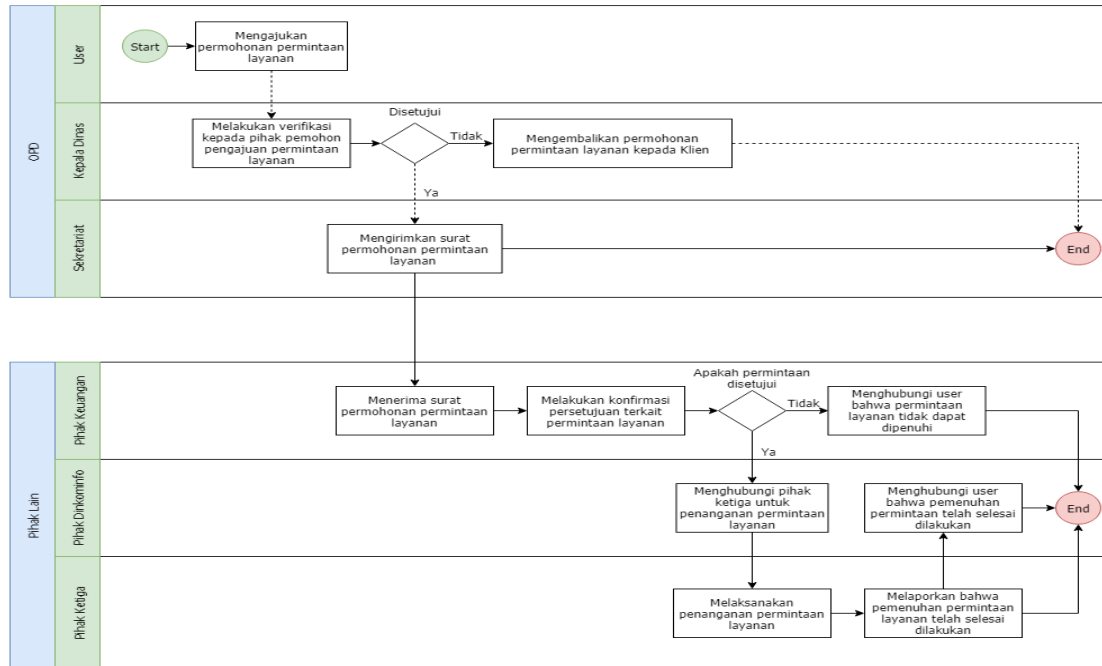 OPD
User
Start
Mengajukan
permohonan permintaan
layanan
Kepala Dinas
Melakukan verifikasi
kepada pihak pemohon
pengajuan permintaan
layanan
Disetujui
Tidak
Mengembalikan permohonan
permintaan layanan kepada Klien
Ya
Sekretariat
Mengirimkan surat
permohonan permintaan
layanan
End
Pihak Lain
Pihak Keuangan
Menerima surat
permohonan permintaan
layanan
Melakukan konfirmasi
persetujuan terkait
permintaan layanan
Apakah permintaan
disetujui
Tidak
Menghubungi user
bahwa permintaan
layanan tidak dapat
dipenuhi
Ya
Pihak Dinkominfo
Menghubungi pihak
ketiga untuk
penanganan permintaan
layanan
Menghubungi user
bahwa pemenuhan
permintaan telah selesai
dilakukan
End
Pihak Ketiga
Melaksanakan
penanganan permintaan
layanan
Melaporkan bahwa
pemenuhan permintaan
layanan telah selesai
dilakukan